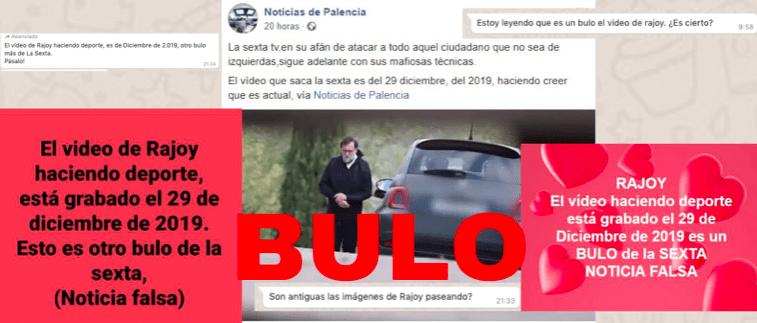 Reenviado
El vídeo de Rajoy haciendo deporte, es de Diciembre de 2.019, otro bulo
más de La Sexta.
Pásalo!
21:34
Noticias de Palencia
20 horas ·
La sexta tv,en su afán de atacar a todo aquel ciudadano que no sea de
izquierdas,sigue adelante con sus mafiosas técnicas.
El vídeo que saca la sexta es del 29 diciembre, del 2019, haciendo creer
que es actual, vía Noticias de Palencia
Estoy leyendo que es un bulo el video de rajoy. ¿Es cierto?
9:58
El video de Rajoy
haciendo deporte,
está grabado el 29 de
diciembre de 2019.
Esto es otro bulo de la
sexta,
(Noticia falsa)
BULO
RAJOY
El vídeo haciendo deporte
está grabado el 29 de
Diciembre de 2019 es un
BULO de la SEXTA
NOTICIA FALSA
Son antiguas las imágenes de Rajoy paseando?
21:33